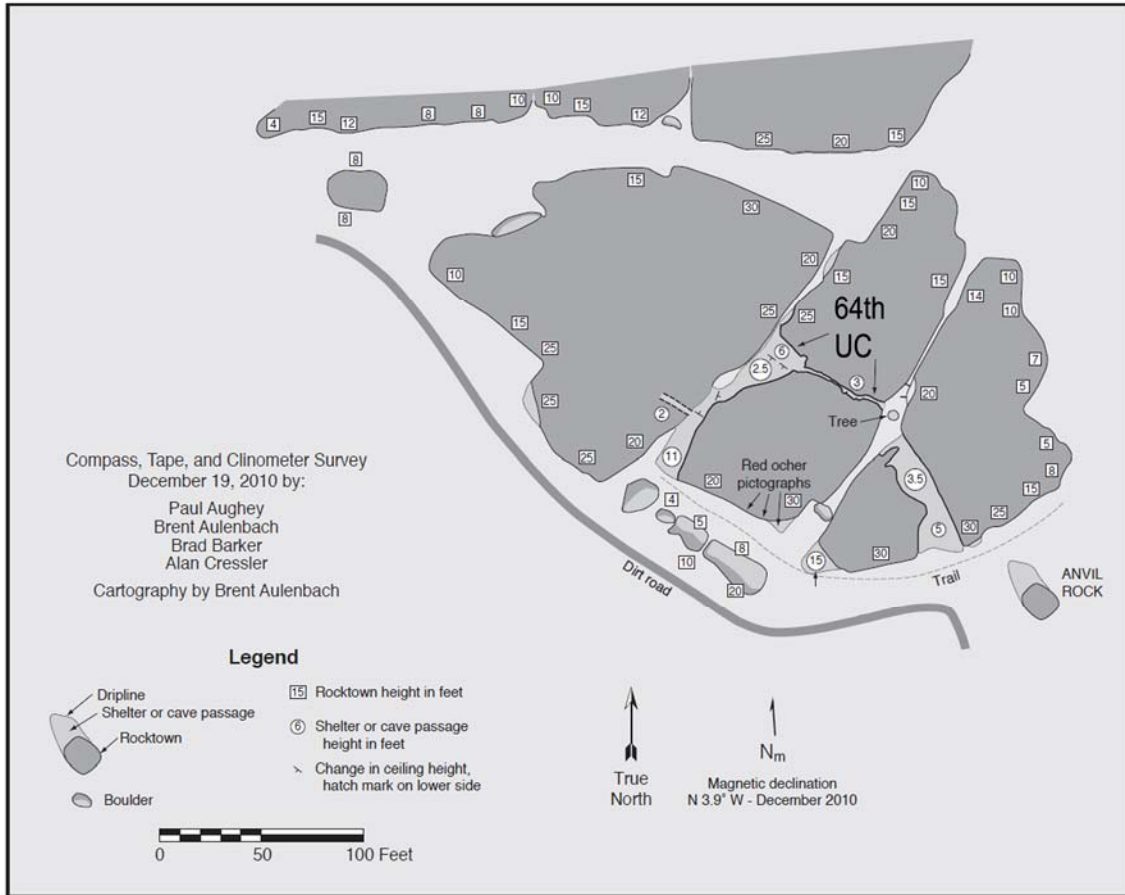 4
15
12
8
8
10
10
15
12
25
20
15
8
8
15
30
10
15
20
20
15
25
25
64th
UC
10
15
25
25
25
20
15
14
10
10
7
5
20
5
8
15
25
30
6
2.5
3
2
11
Tree
3.5
5
20
Red ocher
pictographs
30
30
15
4
5
10
8
20
Dirt road
Trail
ANVIL
ROCK
Compass, Tape, and Clinometer Survey
December 19, 2010 by:
Paul Aughey
Brent Aulenbach
Brad Barker
Alan Cressler
Cartography by Brent Aulenbach
Legend
Dripline
Shelter or cave passage
Rocktown
Boulder
15 Rocktown height in feet
6 Shelter or cave passage
height in feet
Change in ceiling height,
hatch mark on lower side
0 50 100 Feet
True
North
Nm
Magnetic declination
N 3.9° W - December 2010